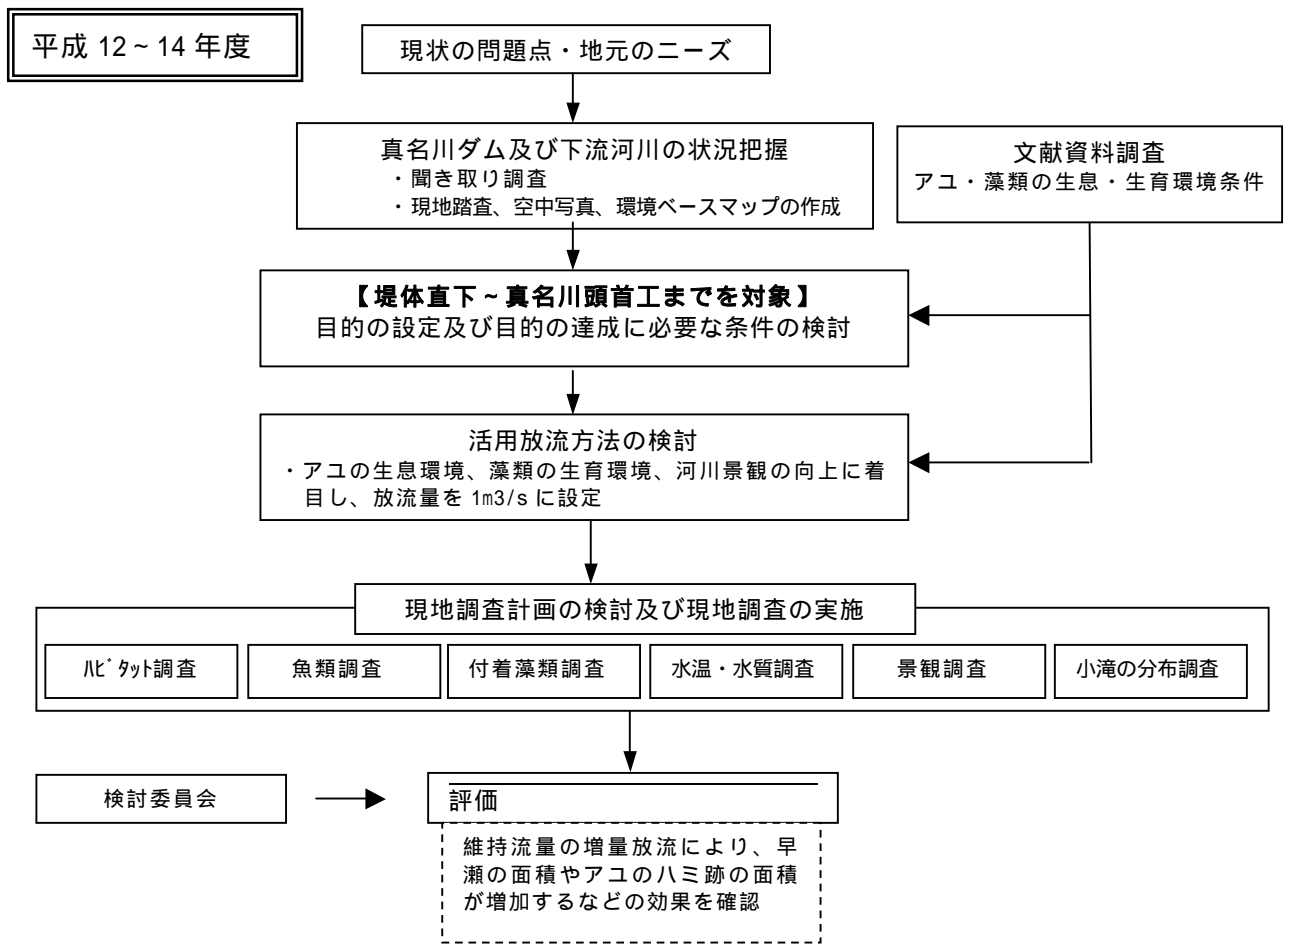 平成 12～14 年度
現状の問題点・地元のニーズ
真名川ダム及び下流河川の状況把握
・聞き取り調査
・現地踏査、空中写真、環境ベースマップの作成
文献資料調査
アユ・藻類の生息・生育環境条件
【堤体直下～真名川頭首工までを対象】
目的の設定及び目的の達成に必要な条件の検討
活用放流方法の検討
・アユの生息環境、藻類の生育環境、河川景観の向上に着
目し、放流量を 1m3/s に設定
現地調査計画の検討及び現地調査の実施
ﾊﾋﾞﾀｯﾄ調査
魚類調査
付着藻類調査
水温・水質調査
景観調査
小滝の分布調査
検討委員会
評価
維持流量の増量放流により、早
瀬の面積やアユのハミ跡の面積
が増加するなどの効果を確認